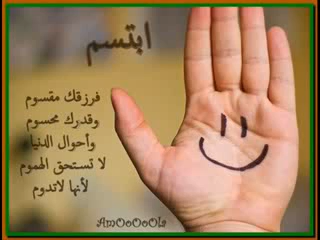 ابتسم
فرزقك مقسوم
وقدرك محسوم
وأحوال الدنيا
لا تستحق الهموم
لأنها لاتدوم
AmOoOoOla